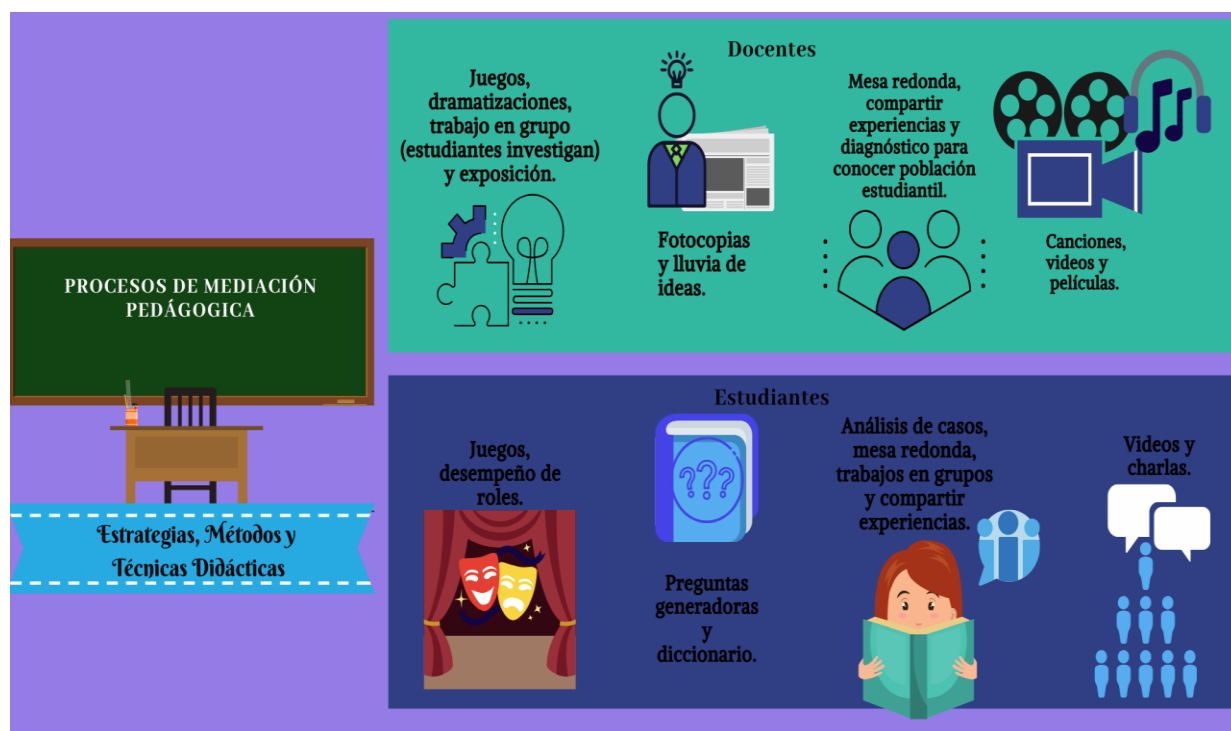 PROCESOS DE MEDIACIÓN
PEDÁGOGICA
Estrategias, Métodos y
Técnicas Didácticas
Docentes
Juegos,
dramatizaciones,
trabajo en grupo
(estudiantes investigan)
y exposición.
Fotocopias
y lluvia de
ideas.
Mesa redonda,
compartir
experiencias y
diagnóstico para
conocer población
estudiantil.
Canciones,
videos y
películas.
Estudiantes
Juegos,
desempeño de
roles.
???
Preguntas
generadoras
y
diccionario.
Análisis de casos,
mesa redonda,
trabajos en grupos
y compartir
experiencias.
Videos y
charlas.